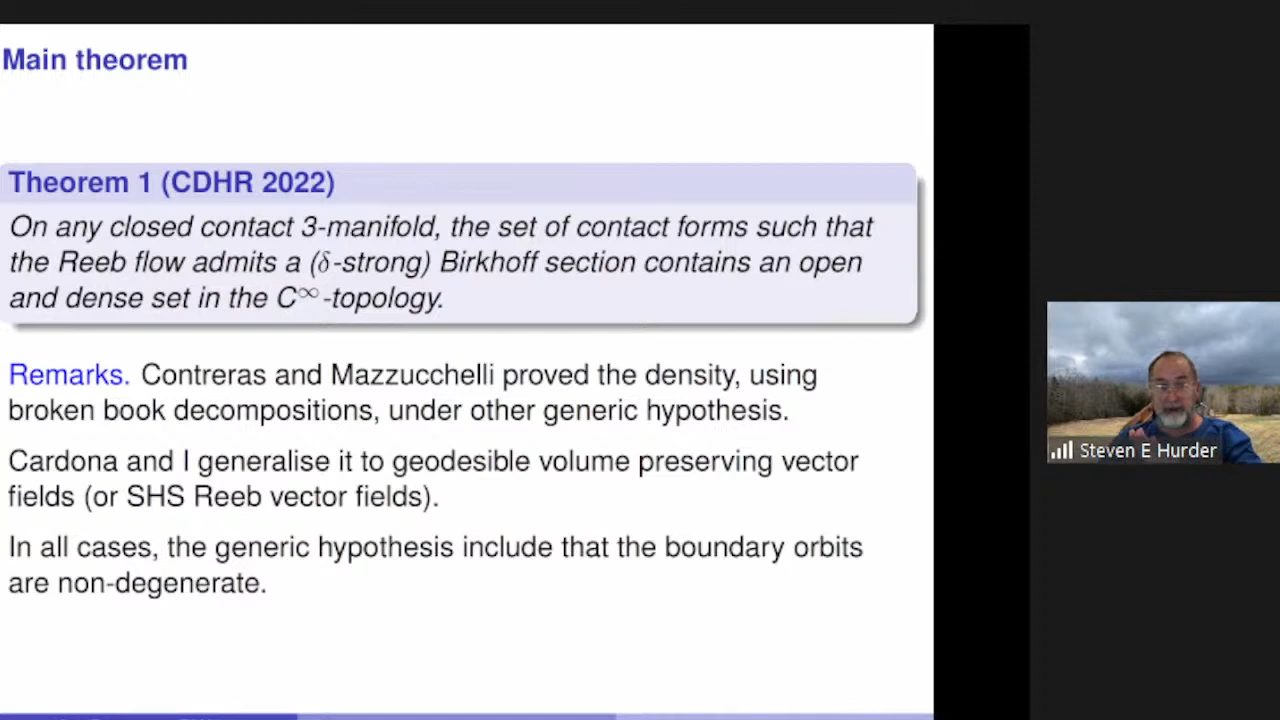 Main theorem
Theorem 1 (CDHR 2022)
On any closed contact 3-manifold, the set of contact forms such that
the Reeb flow admits a (δ-strong) Birkhoff section contains an open
and dense set in the C∞-topology.
Remarks. Contreras and Mazzucchelli proved the density, using
broken book decompositions, under other generic hypothesis.
Cardona and I generalise it to geodesible volume preserving vector
fields (or SHS Reeb vector fields).
In all cases, the generic hypothesis include that the boundary orbits
are non-degenerate.
Steven E Hurder